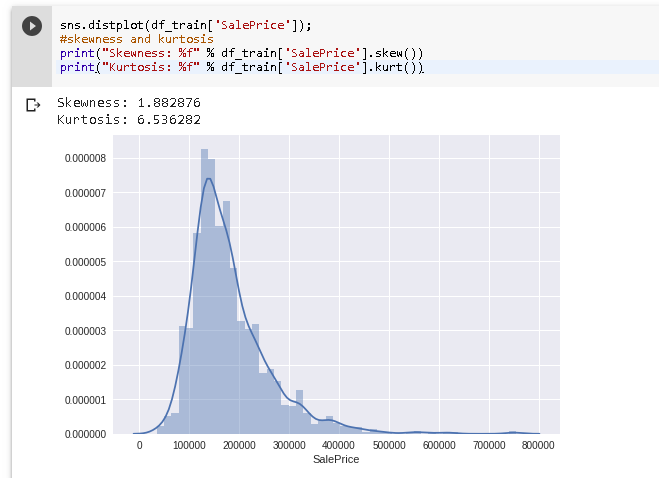 sns.distplot(df_train['SalePrice']);
#skewness and kurtosis
print("Skewness: %f" % df_train['SalePrice'].skew())
print("Kurtosis: %f" % df_train['SalePrice'].kurt())
Skewness: 1.882876
Kurtosis: 6.536282
0.000008
0.000007
0.000006
0.000005
0.000004
0.000003
0.000002
0.000001
0.000000
0 100000 200000 300000 400000 500000 600000 700000 800000
SalePrice